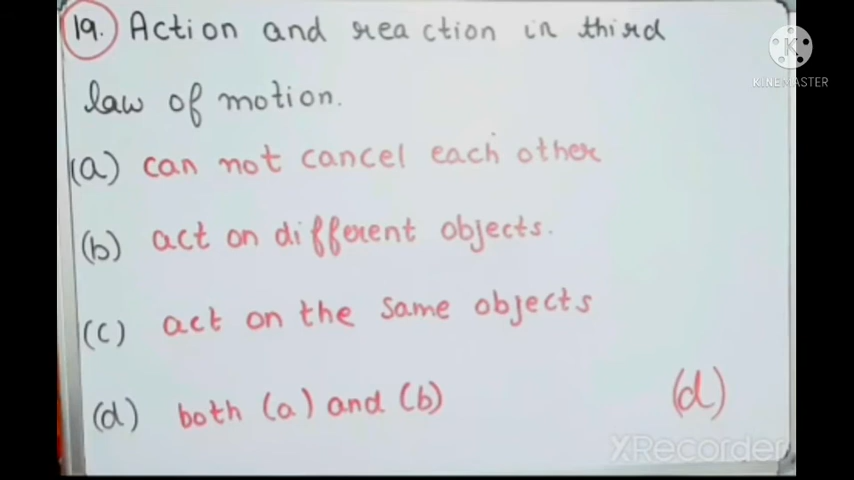 19. Action and reaction in third
law of motion.
(a) can not cancel each other
(b) act on different objects.
(c) act on the same objects
(d) both (a) and (b)
(d)
K
KINEMASTER
XRecorder